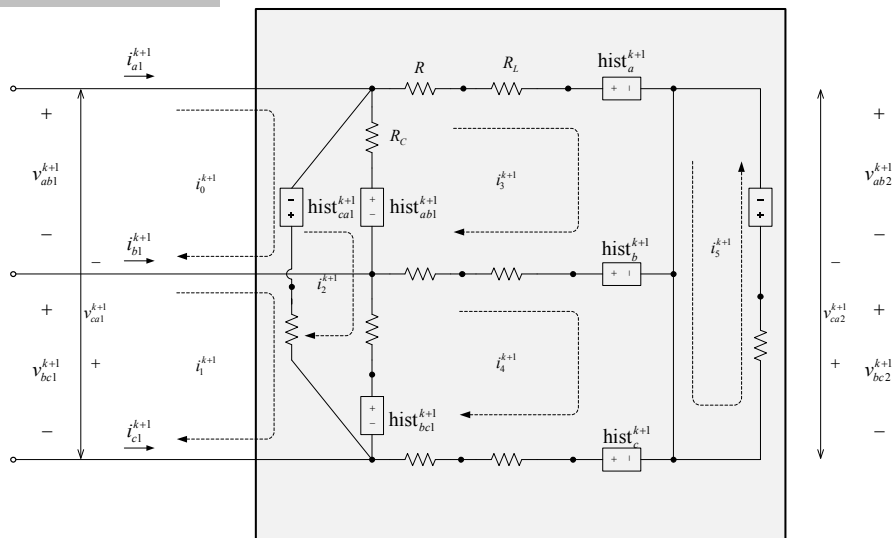 i_{a1}^{k+1}
R
R_L
hist_a^{k+1}
+ −
R_C
+
v_{ab1}^{k+1}
−
i_0^{k+1}
i_3^{k+1}
−
+
hist_{ca1}^{k+1}
+
−
hist_{ab1}^{k+1}
i_5^{k+1}
−
+
+
v_{ab2}^{k+1}
−
i_{b1}^{k+1}
−
hist_b^{k+1}
+ −
−
i_2^{k+1}
+
v_{ca1}^{k+1}
v_{bc1}^{k+1}
+
−
i_1^{k+1}
i_4^{k+1}
+
−
hist_{bc1}^{k+1}
v_{ca2}^{k+1}
+
+
v_{bc2}^{k+1}
−
i_{c1}^{k+1}
hist_c^{k+1}
+ −